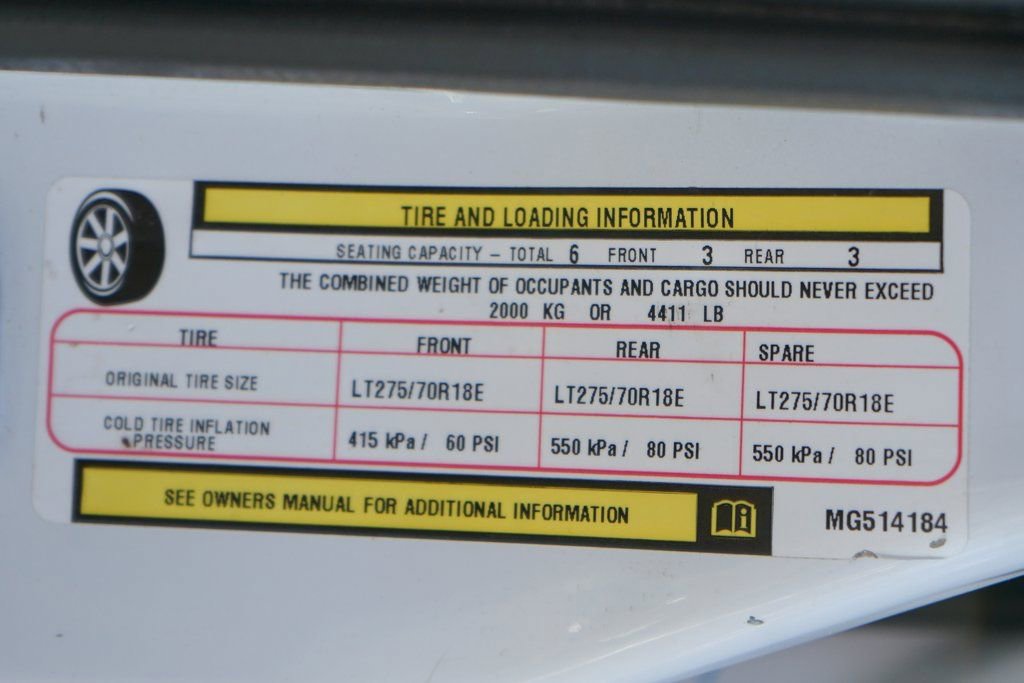 TIRE AND LOADING INFORMATION
SEATING CAPACITY – TOTAL 6 FRONT 3 REAR 3
THE COMBINED WEIGHT OF OCCUPANTS AND CARGO SHOULD NEVER EXCEED
2000 KG OR 4411 LB
TIRE FRONT REAR SPARE
ORIGINAL TIRE SIZE LT275/70R18E LT275/70R18E LT275/70R18E
COLD TIRE INFLATION
PRESSURE 415 kPa / 60 PSI 550 kPa / 80 PSI 550 kPa / 80 PSI
SEE OWNERS MANUAL FOR ADDITIONAL INFORMATION
MG514184